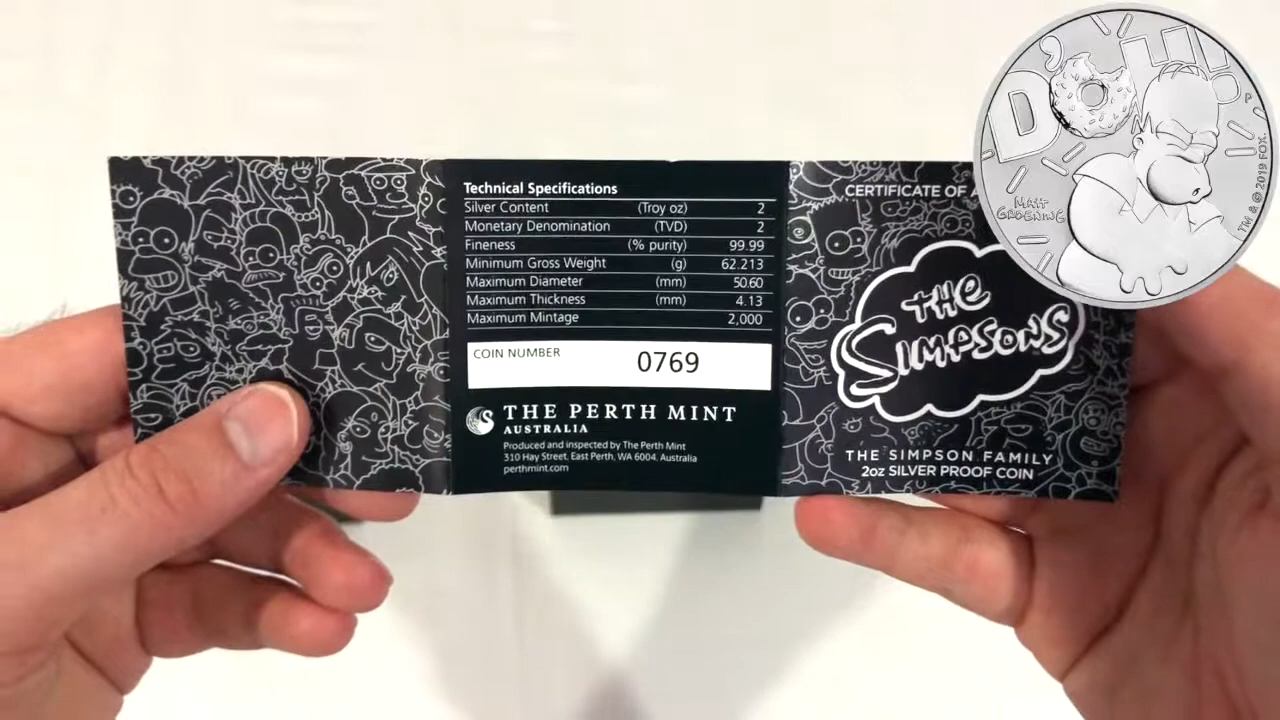 Technical Specifications
Silver Content (Troy oz) 2
Monetary Denomination (TVD) 2
Fineness (% purity) 99.99
Minimum Gross Weight (g) 62.213
Maximum Diameter (mm) 50.60
Maximum Thickness (mm) 4.13
Maximum Mintage 2,000
COIN NUMBER 0769
THE PERTH MINT
AUSTRALIA
Produced and inspected by The Perth Mint
310 Hay Street, East Perth, WA 6004, Australia
perthmint.com
CERTIFICATE OF
THE
SIMPSONS
THE SIMPSON FAMILY
2oz SILVER PROOF COIN
D'OH!
MATT
GROENING
TM & © 2019 FOX.
P